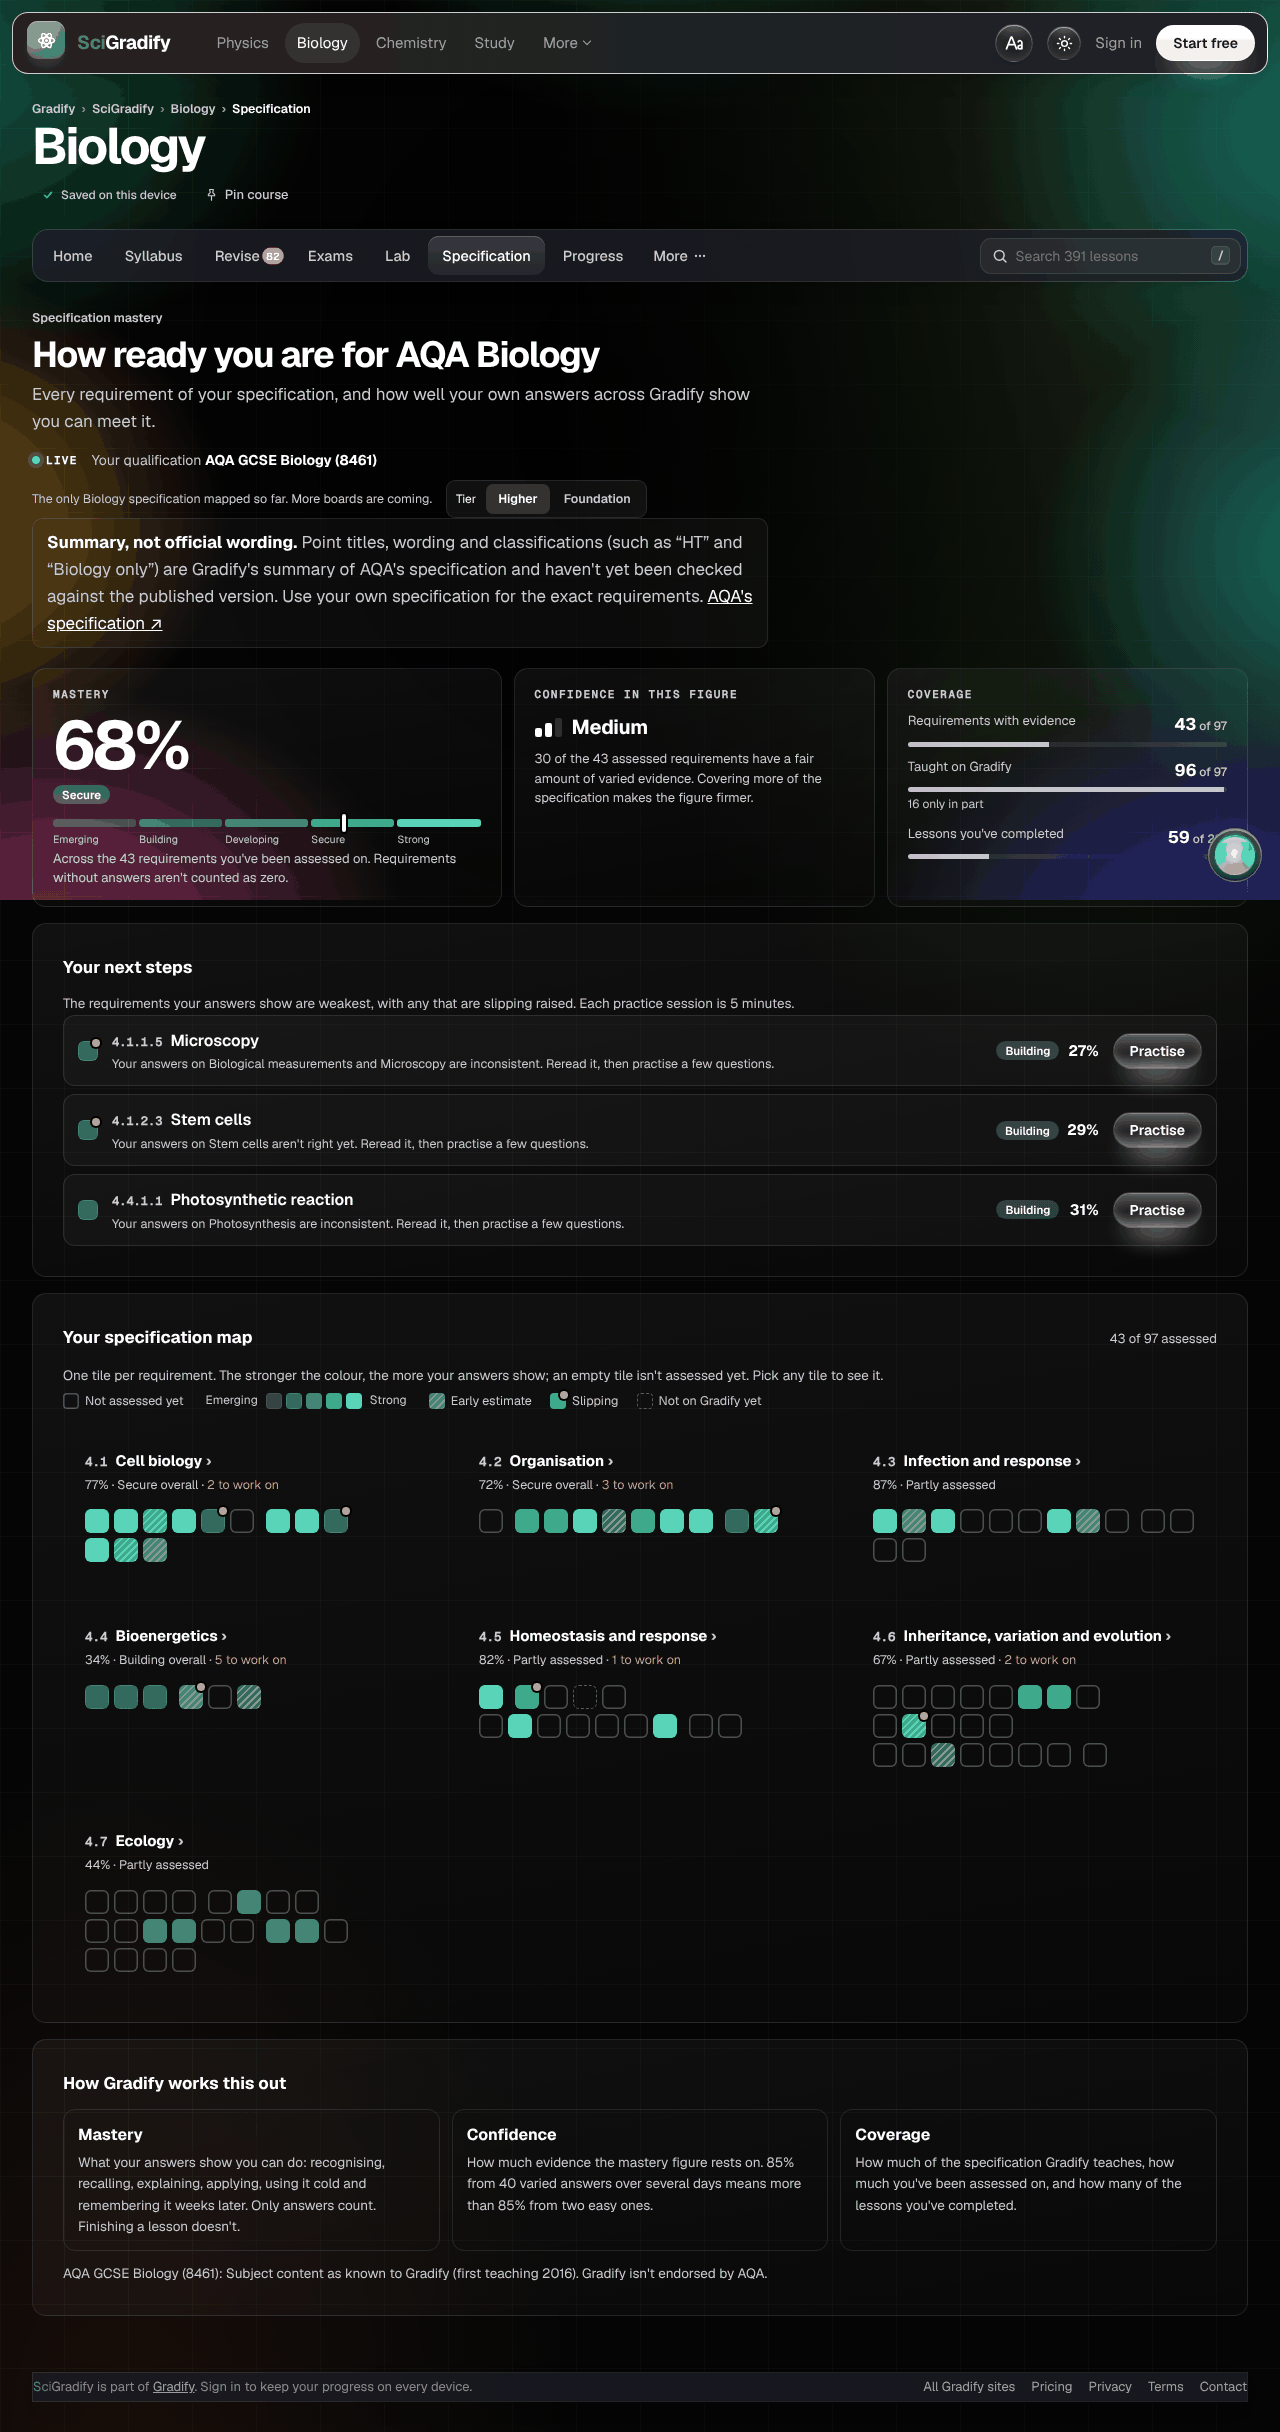 SciGradify
Physics
Biology
Chemistry
Study
More
Aa
Sign in
Start free
Gradify › SciGradify › Biology › Specification
Biology
Saved on this device
Pin course
Home
Syllabus
Revise 82
Exams
Lab
Specification
Progress
More ···
Search 391 lessons
/
Specification mastery
How ready you are for AQA Biology
Every requirement of your specification, and how well your own answers across Gradify show
you can meet it.
LIVE Your qualification AQA GCSE Biology (8461)
The only Biology specification mapped so far. More boards are coming.
Tier Higher Foundation
Summary, not official wording. Point titles, wording and classifications (such as “HT” and
“Biology only”) are Gradify's summary of AQA's specification and haven't yet been checked
against the published version. Use your own specification for the exact requirements. AQA's
specification ↗
MASTERY
68%
Secure
Emerging Building Developing Secure Strong
Across the 43 requirements you've been assessed on. Requirements
without answers aren't counted as zero.
CONFIDENCE IN THIS FIGURE
Medium
30 of the 43 assessed requirements have a fair
amount of varied evidence. Covering more of the
specification makes the figure firmer.
COVERAGE
Requirements with evidence 43 of 97
Taught on Gradify 96 of 97
16 only in part
Lessons you've completed 59 of
Your next steps
The requirements your answers show are weakest, with any that are slipping raised. Each practice session is 5 minutes.
4.1.1.5 Microscopy
Your answers on Biological measurements and Microscopy are inconsistent. Reread it, then practise a few questions.
Building 27% Practise
4.1.2.3 Stem cells
Your answers on Stem cells aren't right yet. Reread it, then practise a few questions.
Building 29% Practise
4.4.1.1 Photosynthetic reaction
Your answers on Photosynthesis are inconsistent. Reread it, then practise a few questions.
Building 31% Practise
Your specification map
43 of 97 assessed
One tile per requirement. The stronger the colour, the more your answers show; an empty tile isn't assessed yet. Pick any tile to see it.
Not assessed yet Emerging Strong Early estimate Slipping Not on Gradify yet
4.1 Cell biology ›
77% · Secure overall · 2 to work on
4.2 Organisation ›
72% · Secure overall · 3 to work on
4.3 Infection and response ›
87% · Partly assessed
4.4 Bioenergetics ›
34% · Building overall · 5 to work on
4.5 Homeostasis and response ›
82% · Partly assessed · 1 to work on
4.6 Inheritance, variation and evolution ›
67% · Partly assessed · 2 to work on
4.7 Ecology ›
44% · Partly assessed
How Gradify works this out
Mastery
What your answers show you can do: recognising,
recalling, explaining, applying, using it cold and
remembering it weeks later. Only answers count.
Finishing a lesson doesn't.
Confidence
How much evidence the mastery figure rests on. 85%
from 40 varied answers over several days means more
than 85% from two easy ones.
Coverage
How much of the specification Gradify teaches, how
much you've been assessed on, and how many of the
lessons you've completed.
AQA GCSE Biology (8461): Subject content as known to Gradify (first teaching 2016). Gradify isn't endorsed by AQA.
SciGradify is part of Gradify. Sign in to keep your progress on every device.
All Gradify sites Pricing Privacy Terms Contact